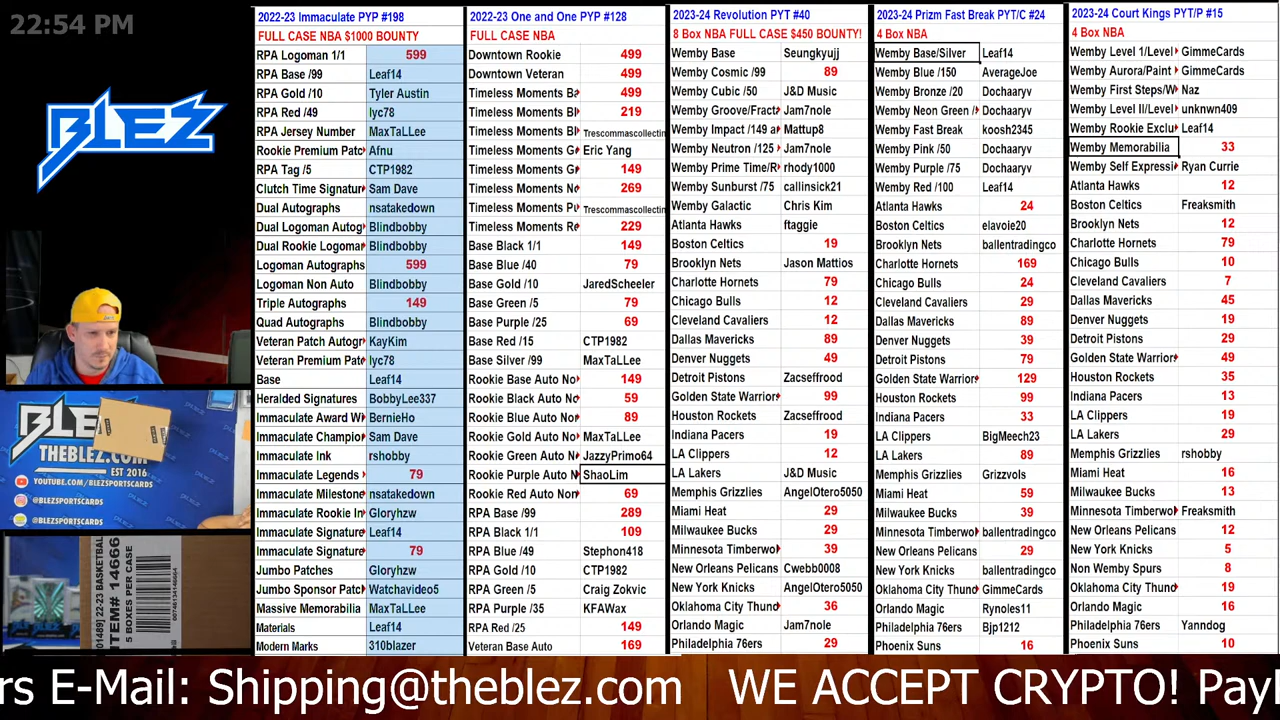 22:54 PM
BLEZ
BLEZ
THEBLEZ.COM
EST 2016
YOUTUBE.COM/BLEZSPORTSCARDS
@BLEZSPORTSCARDS
@BLEZSPORTSCARDS
22-23 BASKETBALL
ITEM# 14666
5 BOXES PER CASE
2022-23 Immaculate PYP #198
FULL CASE NBA $1000 BOUNTY
RPA Logoman 1/1 599
RPA Base /99 Leaf14
RPA Gold /10 Tyler Austin
RPA Red /49 lyc78
RPA Jersey Number MaxTaLLee
Rookie Premium Patc Afnu
RPA Tag /5 CTP1982
Clutch Time Signatur Sam Dave
Dual Autographs nsatakedown
Dual Logoman Autog Blindbobby
Dual Rookie Logoma Blindbobby
Logoman Autographs 599
Logoman Non Auto Blindbobby
Triple Autographs 149
Quad Autographs Blindbobby
Veteran Patch Autogr KayKim
Veteran Premium Pat lyc78
Base Leaf14
Heralded Signatures BobbyLee337
Immaculate Award Wi BernieHo
Immaculate Champio Sam Dave
Immaculate Ink rshobby
Immaculate Legends 79
Immaculate Milestone nsatakedown
Immaculate Rookie In Gloryhzw
Immaculate Signature Leaf14
Immaculate Signature 79
Jumbo Patches Gloryhzw
Jumbo Sponsor Patc Watchavideo5
Massive Memorabilia MaxTaLLee
Materials Leaf14
Modern Marks 310blazer
2022-23 One and One PYP #128
FULL CASE NBA
Downtown Rookie 499
Downtown Veteran 499
Timeless Moments Ba 499
Timeless Moments Bl 219
Timeless Moments Bl Trescommascollectin
Timeless Moments G Eric Yang
Timeless Moments G 149
Timeless Moments No 269
Timeless Moments Pu Trescommascollectin
Timeless Moments Re 229
Base Black 1/1 149
Base Blue /40 79
Base Gold /10 JaredScheeler
Base Green /5 79
Base Purple /25 69
Base Red /15 CTP1982
Base Silver /99 MaxTaLLee
Rookie Base Auto No 149
Rookie Black Auto No 59
Rookie Blue Auto No 89
Rookie Gold Auto No MaxTaLLee
Rookie Green Auto N JazzyPrimo64
Rookie Purple Auto N ShaoLim
Rookie Red Auto Non 69
RPA Base /99 289
RPA Black 1/1 109
RPA Blue /49 Stephon418
RPA Gold /10 CTP1982
RPA Green /5 Craig Zokvic
RPA Purple /35 KFAWax
RPA Red /25 149
Veteran Base Auto 169
2023-24 Revolution PYT #40
8 Box NBA FULL CASE $450 BOUNTY!
Wemby Base Seungkyujj
Wemby Cosmic /99 89
Wemby Cubic /50 J&D Music
Wemby Groove/Fract Jam7nole
Wemby Impact /149 a Mattup8
Wemby Neutron /125 Jam7nole
Wemby Prime Time/R rhody1000
Wemby Sunburst /75 callinsick21
Wemby Galactic Chris Kim
Atlanta Hawks ftaggie
Boston Celtics 19
Brooklyn Nets Jason Mattios
Charlotte Hornets 79
Chicago Bulls 12
Cleveland Cavaliers 12
Dallas Mavericks 89
Denver Nuggets 49
Detroit Pistons Zacseffrood
Golden State Warrior 99
Houston Rockets Zacseffrood
Indiana Pacers 19
LA Clippers 12
LA Lakers J&D Music
Memphis Grizzlies AngelOtero5050
Miami Heat 29
Milwaukee Bucks 29
Minnesota Timberwo 39
New Orleans Pelicans Cwebb0008
New York Knicks AngelOtero5050
Oklahoma City Thund 36
Orlando Magic Jam7nole
Philadelphia 76ers 29
2023-24 Prizm Fast Break PYT/C #24
4 Box NBA
Wemby Base/Silver Leaf14
Wemby Blue /150 AverageJoe
Wemby Bronze /20 Dochaaryv
Wemby Neon Green / Dochaaryv
Wemby Fast Break koosh2345
Wemby Pink /50 Dochaaryv
Wemby Purple /75 Dochaaryv
Wemby Red /100 Leaf14
Atlanta Hawks 24
Boston Celtics elavoie20
Brooklyn Nets ballentradingco
Charlotte Hornets 169
Chicago Bulls 24
Cleveland Cavaliers 29
Dallas Mavericks 89
Denver Nuggets 39
Detroit Pistons 79
Golden State Warrior 129
Houston Rockets 99
Indiana Pacers 33
LA Clippers BigMeech23
LA Lakers 89
Memphis Grizzlies Grizzvols
Miami Heat 59
Milwaukee Bucks 39
Minnesota Timberwo ballentradingco
New Orleans Pelicans 29
New York Knicks ballentradingco
Oklahoma City Thund GimmeCards
Orlando Magic Rynoles11
Philadelphia 76ers Bjp1212
Phoenix Suns 16
2023-24 Court Kings PYT/P #15
4 Box NBA
Wemby Level 1/Level GimmeCards
Wemby Aurora/Paint GimmeCards
Wemby First Steps/W Naz
Wemby Level II/Level unknwn409
Wemby Rookie Exclu Leaf14
Wemby Memorabilia 33
Wemby Self Expressi Ryan Currie
Atlanta Hawks 12
Boston Celtics Freaksmith
Brooklyn Nets 12
Charlotte Hornets 79
Chicago Bulls 10
Cleveland Cavaliers 7
Dallas Mavericks 45
Denver Nuggets 19
Detroit Pistons 29
Golden State Warrior 49
Houston Rockets 35
Indiana Pacers 13
LA Clippers 19
LA Lakers 29
Memphis Grizzlies rshobby
Miami Heat 16
Milwaukee Bucks 13
Minnesota Timberwo Freaksmith
New Orleans Pelicans 12
New York Knicks 5
Non Wemby Spurs 8
Oklahoma City Thund 19
Orlando Magic 16
Philadelphia 76ers Yanndog
Phoenix Suns 10
rs E-Mail: Shipping@theblez.com WE ACCEPT CRYPTO! PayP